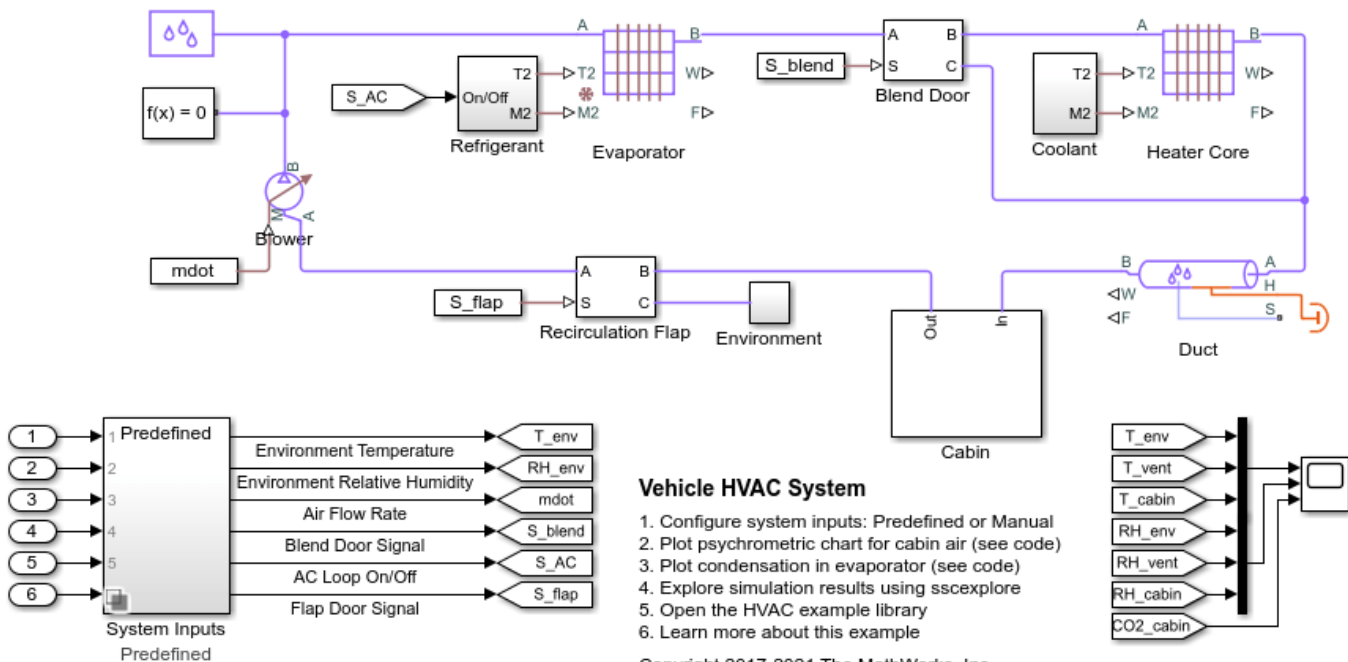 A
B
A
B
A
B
T2
T2
W
S_blend
S
C
T2
T2
W
S_AC
On/Off
Blend Door
f(x) = 0
M2
M2
F
M2
M2
F
Refrigerant
Evaporator
Coolant
Heater Core
B
M
A
Blower
mdot
A
B
B
A
W
H
S_flap
S
C
F
S
Recirculation Flap
Environment
Out
In
Duct
Cabin
1
1
Predefined
Environment Temperature
T_env
2
2
Environment Relative Humidity
RH_env
3
3
Air Flow Rate
mdot
4
4
Blend Door Signal
S_blend
5
5
AC Loop On/Off
S_AC
6
Flap Door Signal
S_flap
System Inputs
Predefined
Vehicle HVAC System
1. Configure system inputs: Predefined or Manual
2. Plot psychrometric chart for cabin air (see code)
3. Plot condensation in evaporator (see code)
4. Explore simulation results using sscexplore
5. Open the HVAC example library
6. Learn more about this example
T_env
T_vent
T_cabin
RH_env
RH_vent
RH_cabin
CO2_cabin